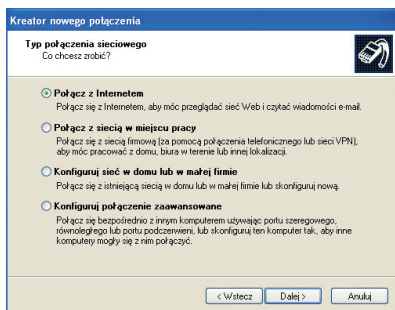 Kreator nowego połączenia
Typ połączenia sieciowego
Co chcesz zrobić?
Połącz z Internetem
Połącz się z Internetem, aby móc przeglądać sieć Web i czytać wiadomości e-mail.
Połącz z siecią w miejscu pracy
Połącz się z siecią firmową (za pomocą połączenia telefonicznego lub sieci VPN),
aby móc pracować z domu, biura w terenie lub innej lokalizacji.
Konfiguruj sieć w domu lub w małej firmie
Połącz się z istniejącą siecią w domu lub w małej firmie lub skonfiguruj nową.
Konfiguruj połączenie zaawansowane
Połącz się bezpośrednio z innym komputerem używając portu szeregowego,
równoległego lub portu podczerwieni, lub skonfiguruj ten komputer tak, aby inne
komputery mogły się z nim połączyć.
< Wstecz Dalej > Anuluj